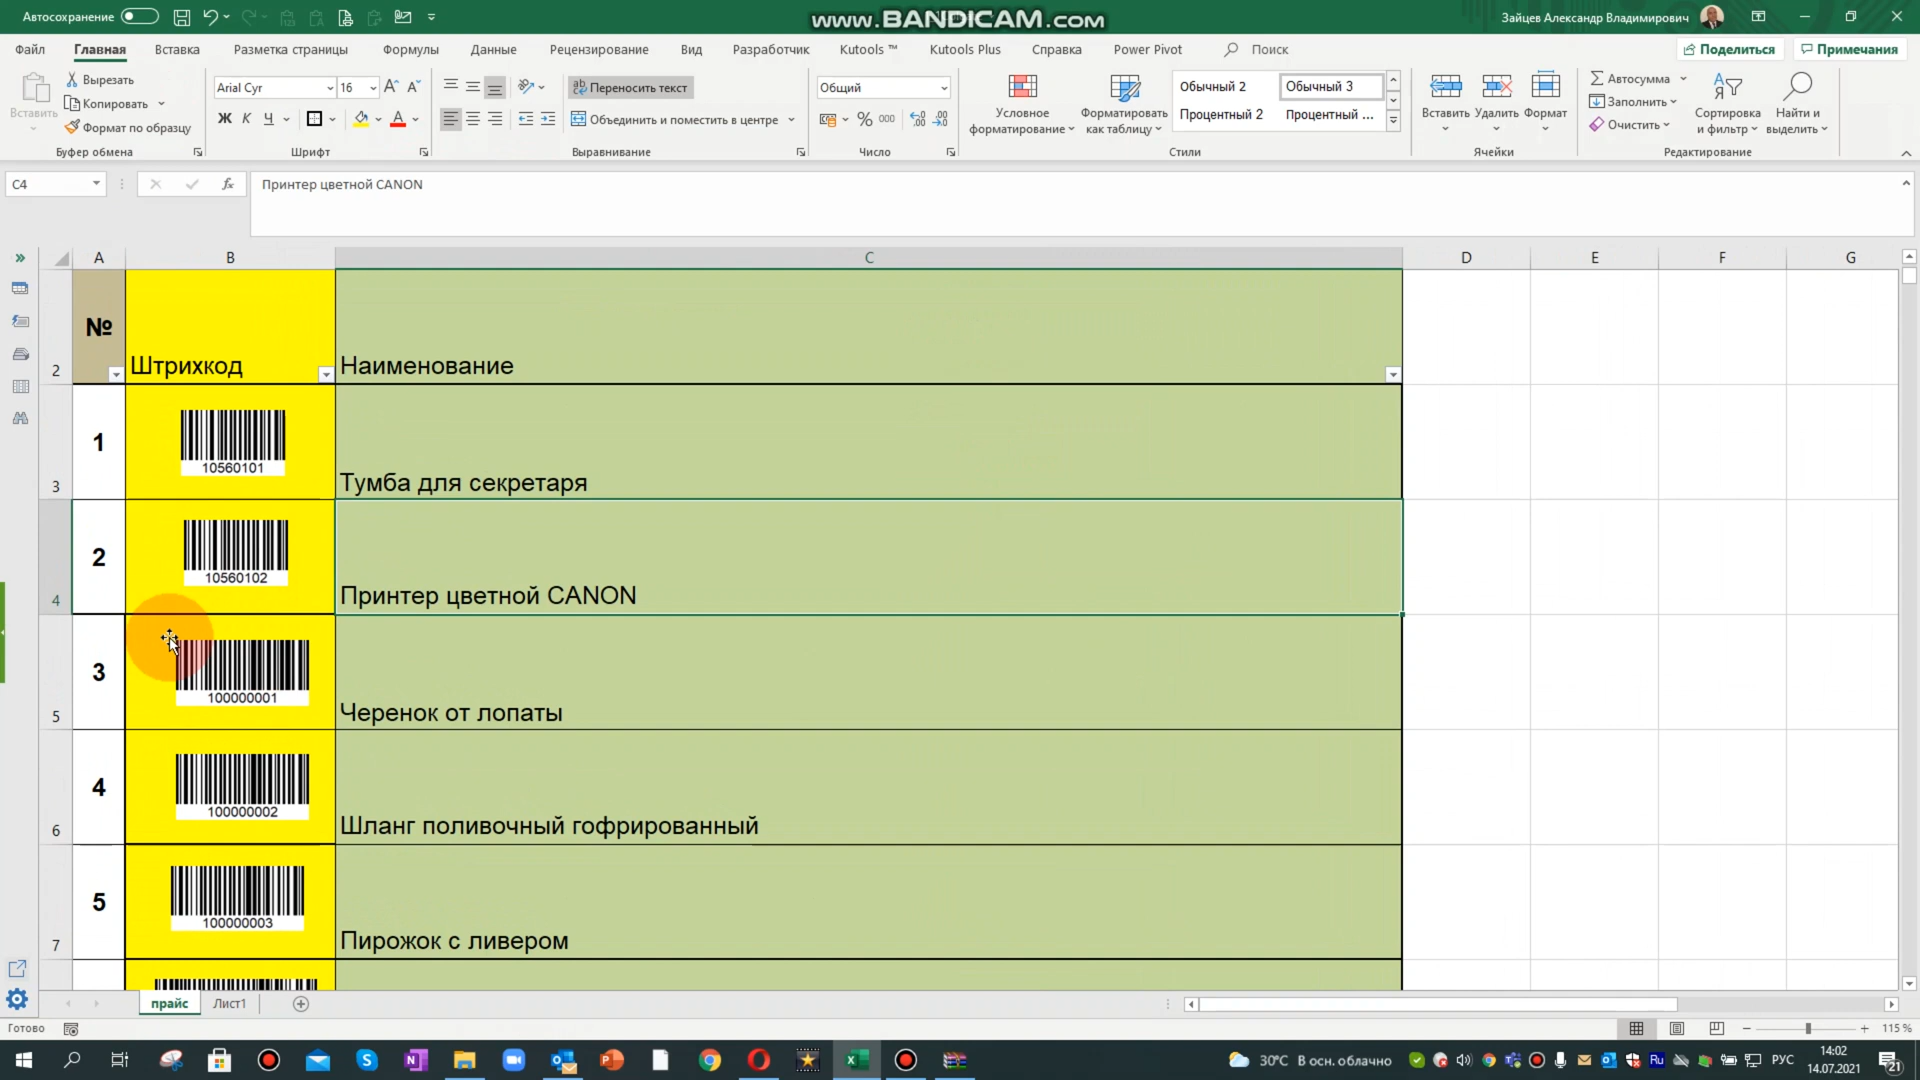 Автосохранение
www.BANDICAM.com
Зайцев Александр Владимирович
Файл Главная Вставка Разметка страницы Формулы Данные Рецензирование Вид Разработчик Kutools ™ Kutools Plus Справка Power Pivot Поиск
Поделиться Примечания
Вставить
Вырезать
Копировать
Формат по образцу
Буфер обмена
Arial Cyr 16
Ж К Ч
Шрифт
Переносить текст
Объединить и поместить в центре
Выравнивание
Общий
% 000
Число
Условное форматирование
Форматировать как таблицу
Обычный 2 Обычный 3
Процентный 2 Процентный ...
Стили
Вставить Удалить Формат
Ячейки
Автосумма
Заполнить
Очистить
Сортировка и фильтр
Найти и выделить
Редактирование
C4
fx
Принтер цветной CANON
A B C D E F G
2 № Штрихкод Наименование
3 1 10560101 Тумба для секретаря
4 2 10560102 Принтер цветной CANON
5 3 100000001 Черенок от лопаты
6 4 100000002 Шланг поливочный гофрированный
7 5 100000003 Пирожок с ливером
прайс Лист1
Готово
115 %
30°C В осн. облачно
РУС
14:02
14.07.2021
21